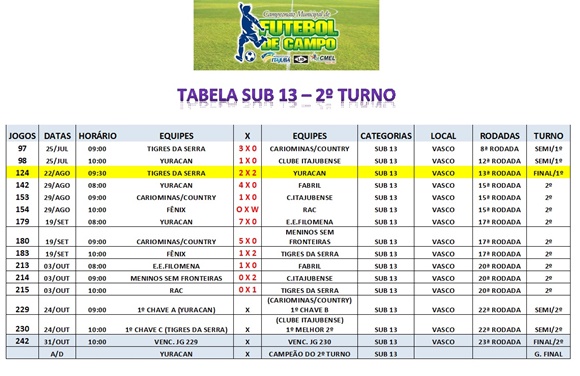 Campeonato Municipal de
FUTEBOL
DE CAMPO
ITAJUBÁ
CMEL
TABELA SUB 13 – 2º TURNO
JOGOS DATAS HORÁRIO EQUIPES X EQUIPES CATEGORIAS LOCAL RODADAS TURNO
97 25/JUL 09:00 TIGRES DA SERRA 3 X 0 CARIOMINAS/COUNTRY SUB 13 VASCO 8ª RODADA SEMI/1º
98 25/JUL 10:00 YURACAN 1 X 0 CLUBE ITAJUBENSE SUB 13 VASCO 12ª RODADA SEMI/1º
124 22/AGO 09:30 TIGRES DA SERRA 2 X 2 YURACAN SUB 13 VASCO 13ª RODADA FINAL/1º
142 29/AGO 08:00 YURACAN 4 X 0 FABRIL SUB 13 VASCO 15ª RODADA 2º
153 29/AGO 09:00 CARIOMINAS/COUNTRY 1 X 0 C.ITAJUBENSE SUB 13 VASCO 15ª RODADA 2º
154 29/AGO 10:00 FÊNIX O X W RAC SUB 13 VASCO 15ª RODADA 2º
179 19/SET 08:00 YURACAN 7 X 0 E.E.FILOMENA SUB 13 VASCO 17ª RODADA 2º
180 19/SET 09:00 CARIOMINAS/COUNTRY 5 X 0 MENINOS SEM FRONTEIRAS SUB 13 VASCO 17ª RODADA 2º
183 19/SET 10:00 FÊNIX 1 X 2 TIGRES DA SERRA SUB 13 VASCO 17ª RODADA 2º
213 03/OUT 08:00 E.E.FILOMENA 1 X 0 FABRIL SUB 13 VASCO 20ª RODADA 2º
214 03/OUT 09:00 MENINOS SEM FRONTEIRAS 0 X 2 C.ITAJUBENSE SUB 13 VASCO 20ª RODADA 2º
215 03/OUT 10:00 RAC 0 X 1 TIGRES DA SERRA SUB 13 VASCO 20ª RODADA 2º
229 24/OUT 09:00 1º CHAVE A (YURACAN) X (CARIOMINAS/COUNTRY) 1º CHAVE B SUB 13 VASCO 22ª RODADA SEMI/2º
230 24/OUT 10:00 1º CHAVE C (TIGRES DA SERRA) X (CLUBE ITAJUBENSE) 1º MELHOR 2º SUB 13 VASCO 22ª RODADA SEMI/2º
242 31/OUT 10:00 VENC. JG 229 X VENC. JG 230 SUB 13 VASCO 23ª RODADA FINAL/2º
A/D YURACAN X CAMPEÃO DO 2º TURNO SUB 13 G. FINAL